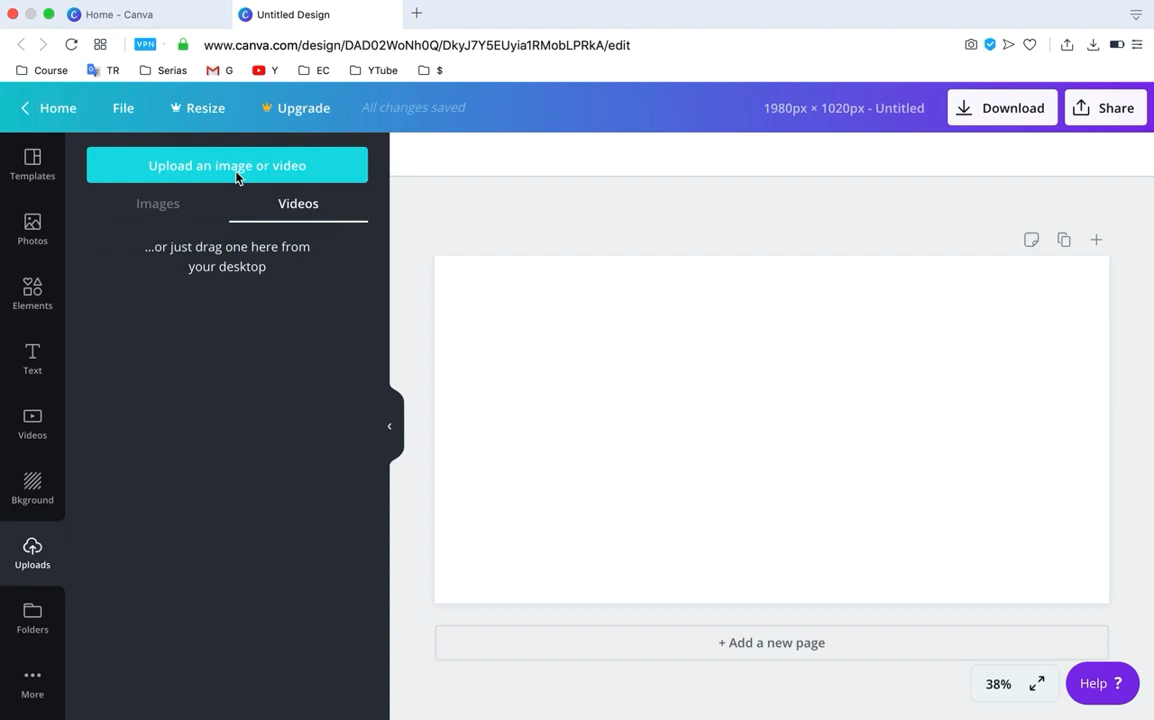 Home - Canva
Untitled Design
VPN
www.canva.com/design/DAD02WoNh0Q/DkyJ7Y5EUyia1RMobLPRkA/edit
Course
TR
Serias
G
Y
EC
YTube
$
Home
File
Resize
Upgrade
All changes saved
1980px × 1020px - Untitled
Download
Share
Templates
Photos
Elements
Text
Videos
Bkground
Uploads
Folders
More
Upload an image or video
Images
Videos
...or just drag one here from
your desktop
+ Add a new page
38%
Help ?